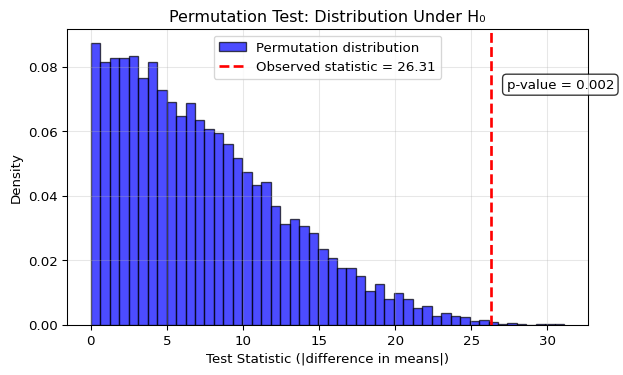 Permutation Test: Distribution Under H₀
Permutation distribution
Observed statistic = 26.31
p-value = 0.002
Density
0.08
0.06
0.04
0.02
0.00
0 5 10 15 20 25 30
Test Statistic (|difference in means|)